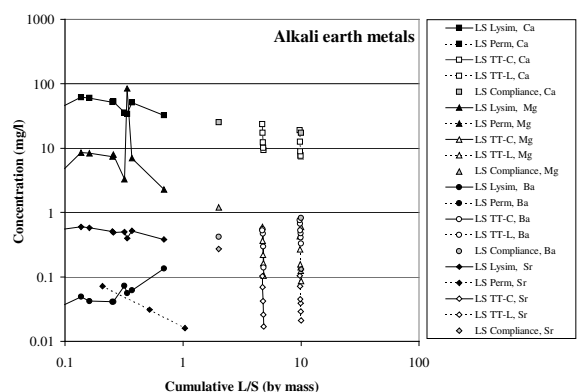 Alkali earth metals
1000
100
10
1
0.1
0.01
Concentration (mg/l)
0.1
1
10
100
Cumulative L/S (by mass)
LS Lysim, Ca
LS Perm, Ca
LS TT-C, Ca
LS TT-L, Ca
LS Compliance, Ca
LS Lysim, Mg
LS Perm, Mg
LS TT-C, Mg
LS TT-L, Mg
LS Compliance, Mg
LS Lysim, Ba
LS Perm, Ba
LS TT-C, Ba
LS TT-L, Ba
LS Compliance, Ba
LS Lysim, Sr
LS Perm, Sr
LS TT-C, Sr
LS TT-L, Sr
LS Compliance, Sr